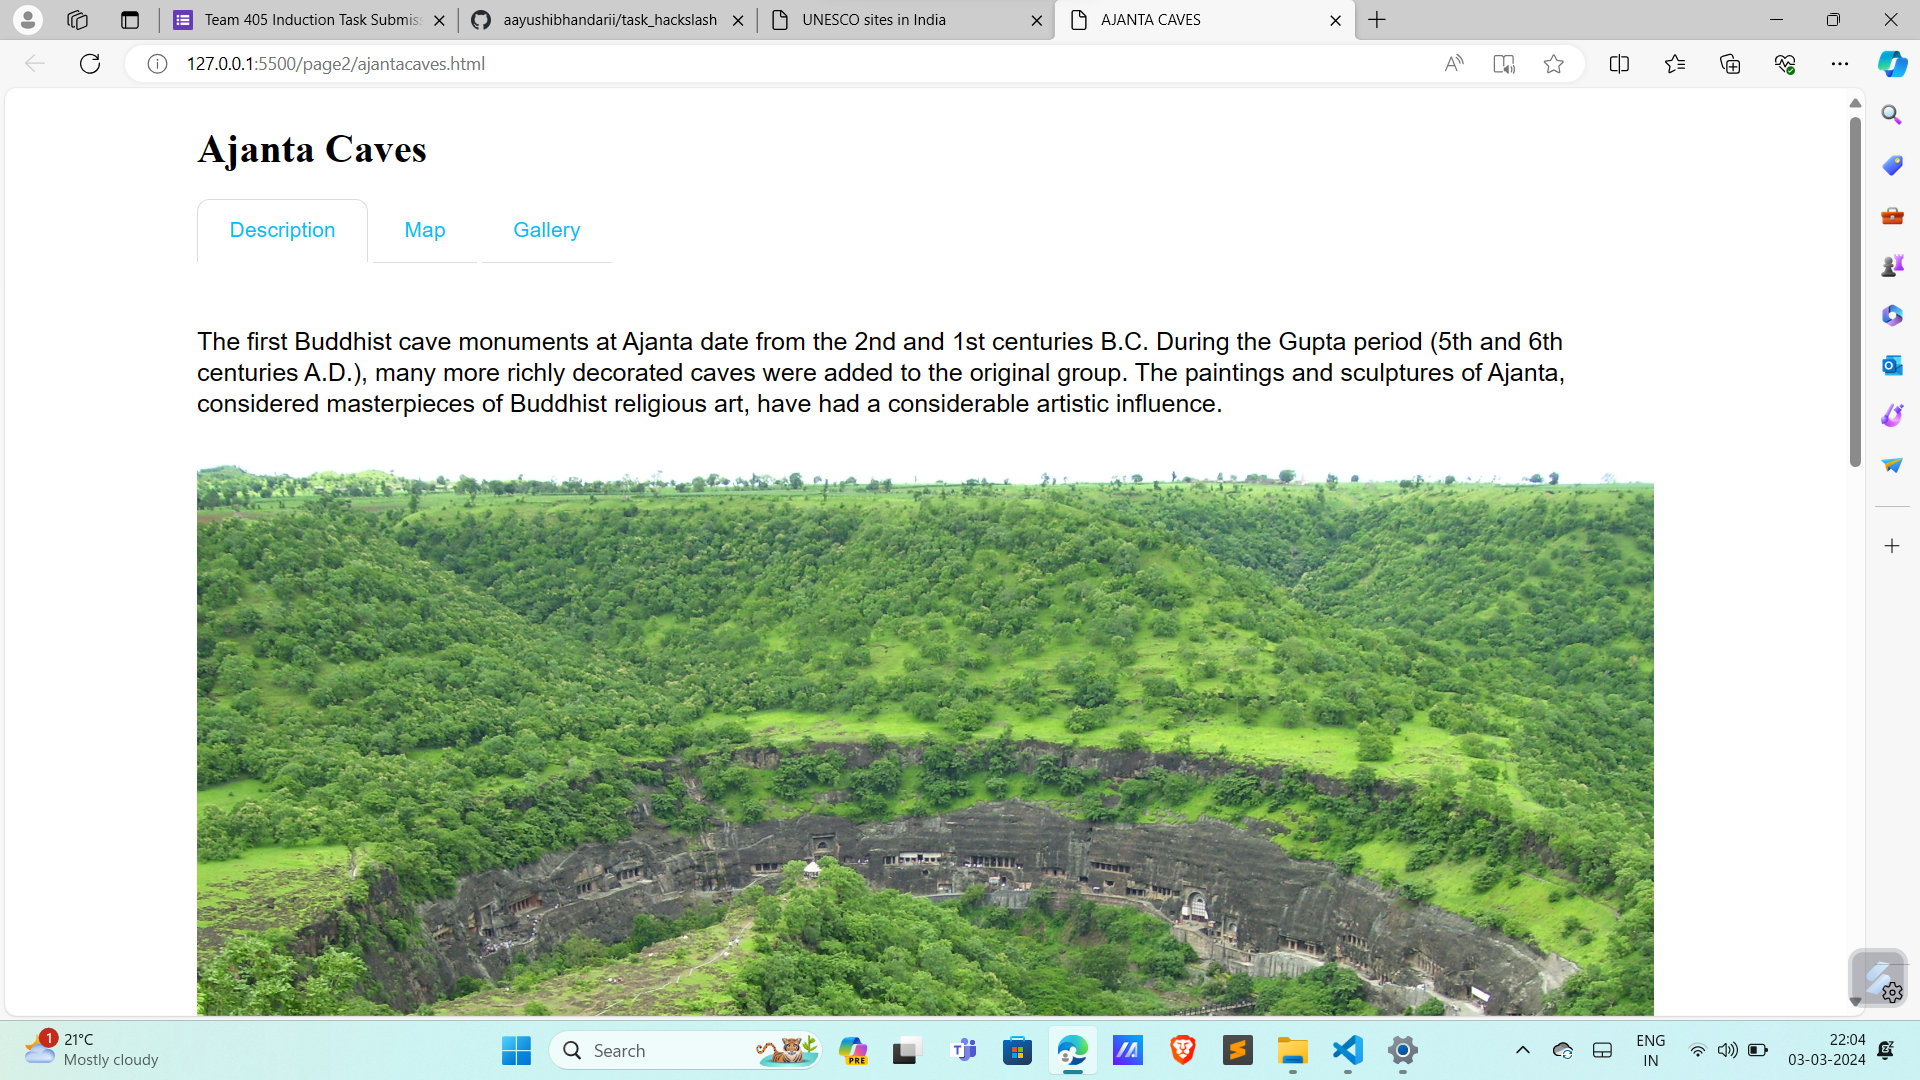 Team 405 Induction Task Submis
aayushibhandarii/task_hackslash
UNESCO sites in India
AJANTA CAVES
127.0.0.1:5500/page2/ajantacaves.html
Ajanta Caves
Description
Map
Gallery
The first Buddhist cave monuments at Ajanta date from the 2nd and 1st centuries B.C. During the Gupta period (5th and 6th
centuries A.D.), many more richly decorated caves were added to the original group. The paintings and sculptures of Ajanta,
considered masterpieces of Buddhist religious art, have had a considerable artistic influence.
1
21°C
Mostly cloudy
Search
PRE
ENG
IN
22:04
03-03-2024